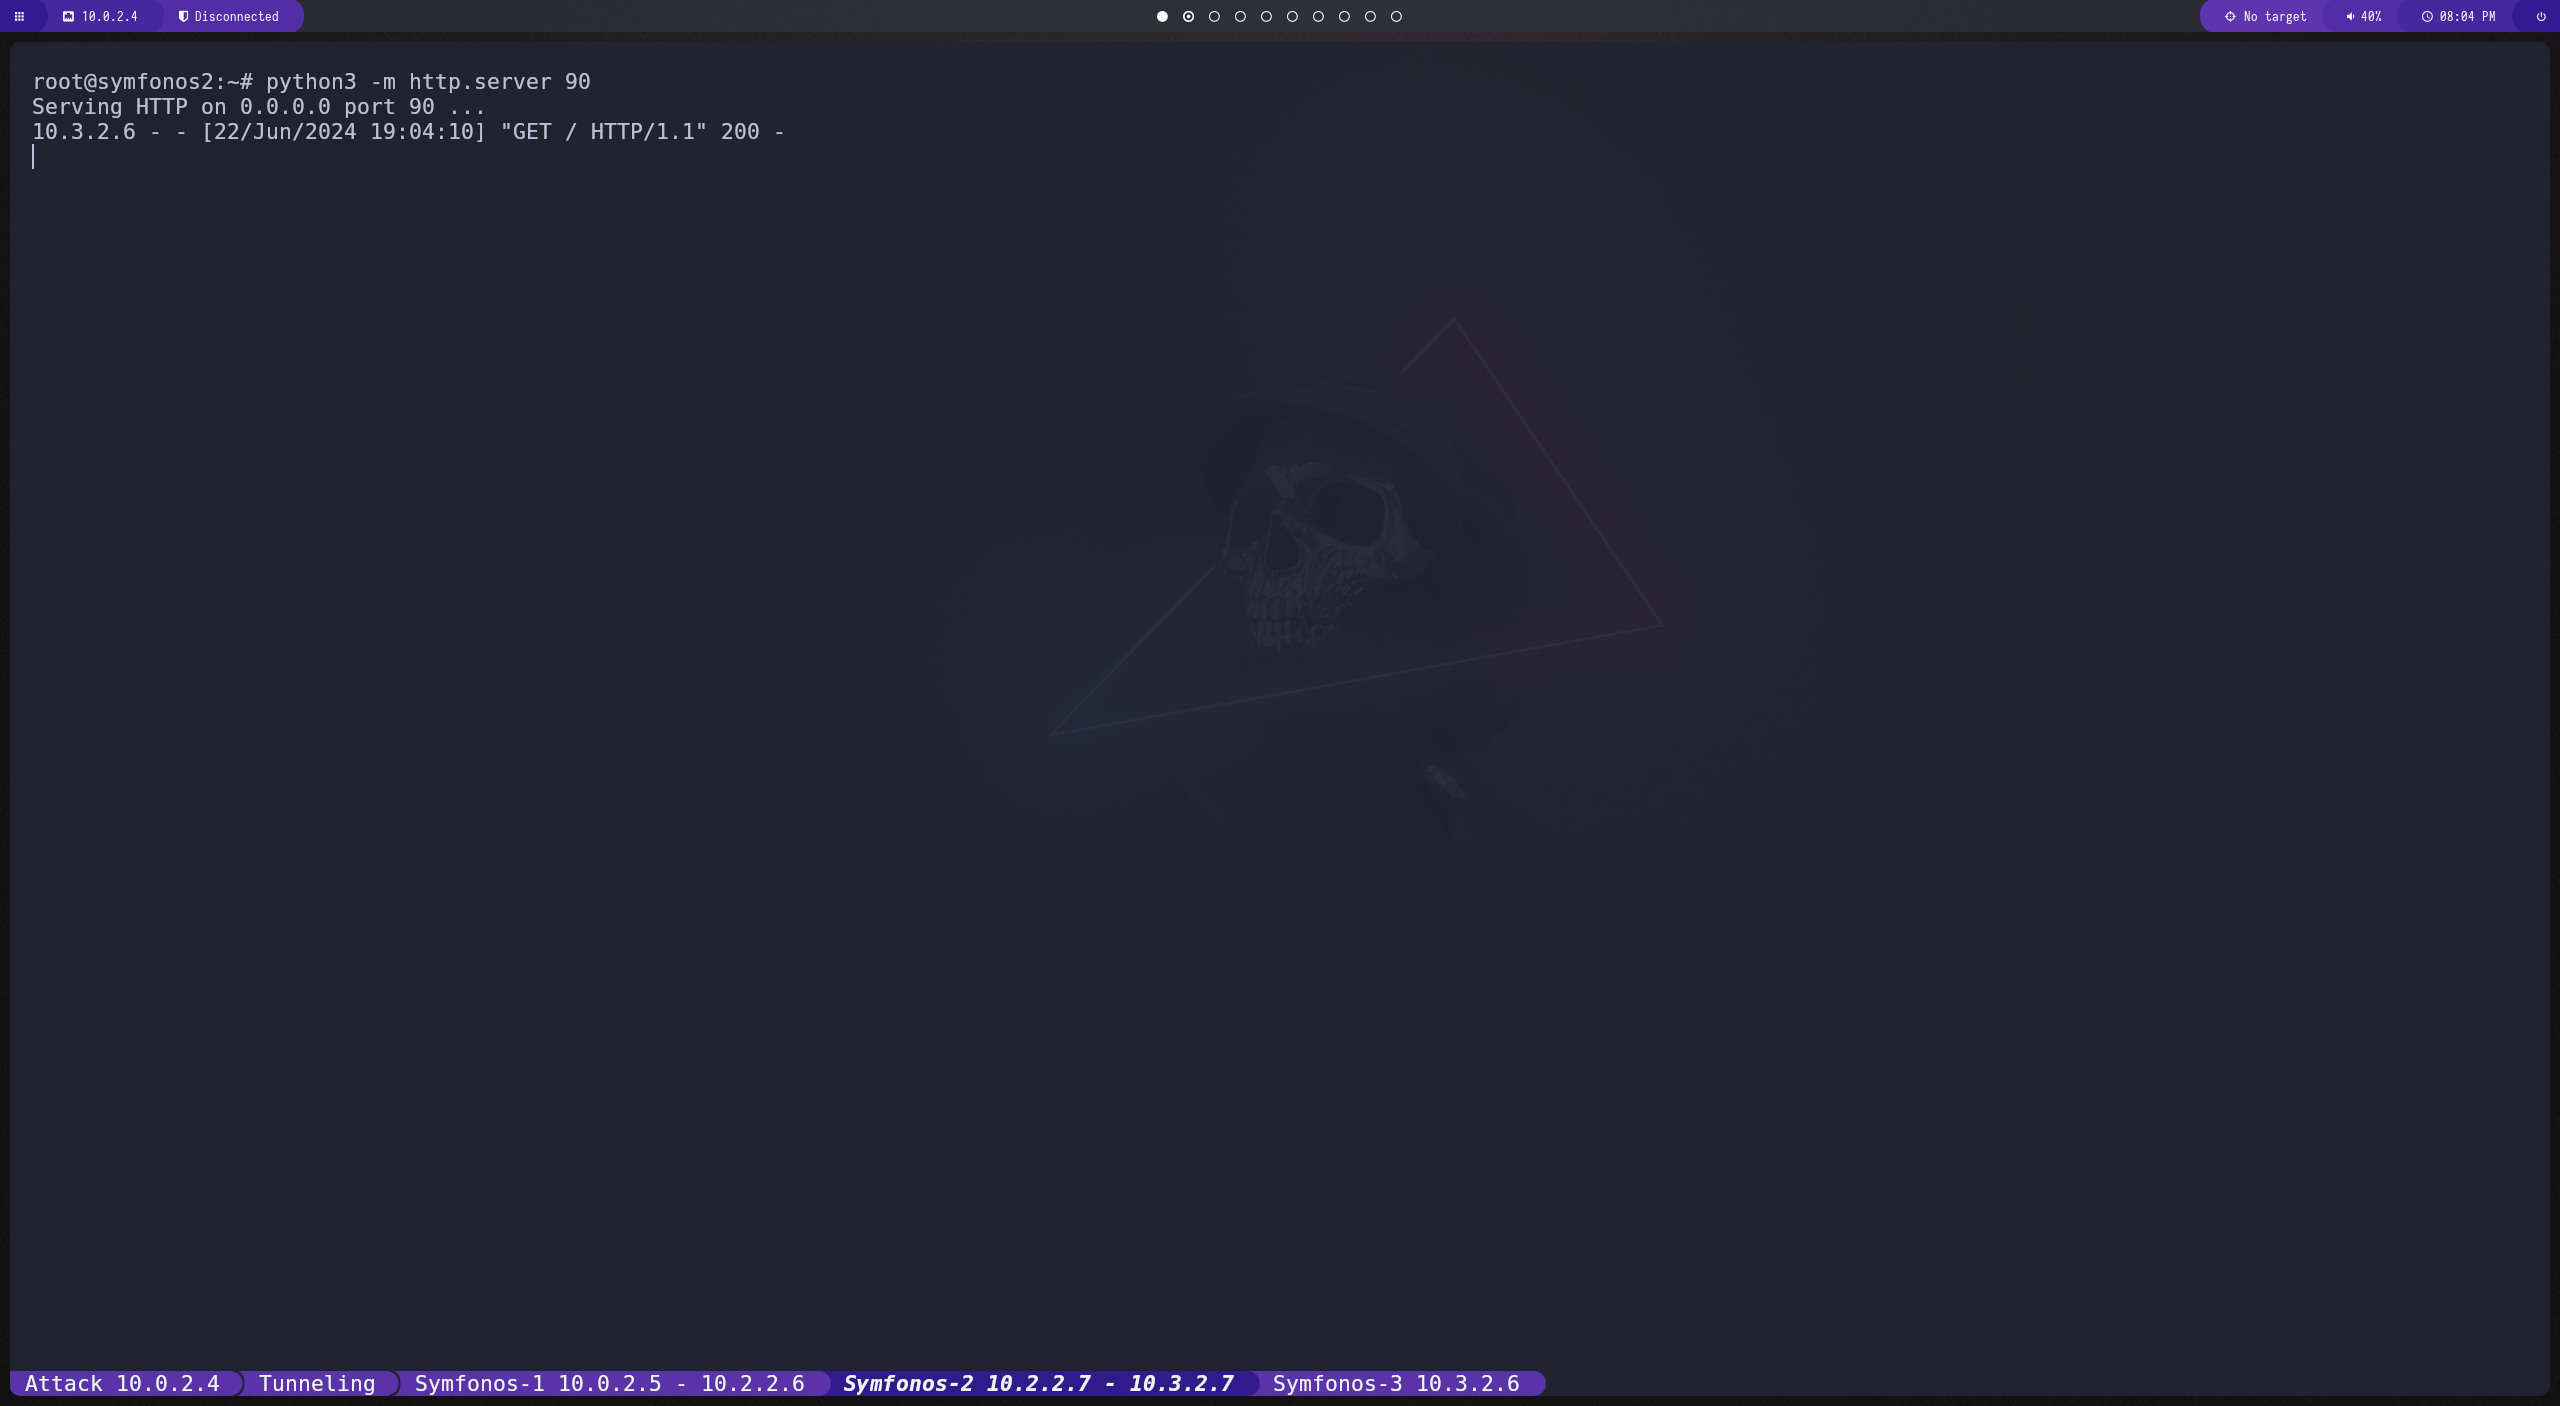 10.0.2.4 Disconnected No target 40% 08:04 PM
root@symfonos2:~# python3 -m http.server 90
Serving HTTP on 0.0.0.0 port 90 ...
10.3.2.6 - - [22/Jun/2024 19:04:10] "GET / HTTP/1.1" 200 -
Attack 10.0.2.4 Tunneling Symfonos-1 10.0.2.5 - 10.2.2.6 Symfonos-2 10.2.2.7 - 10.3.2.7 Symfonos-3 10.3.2.6